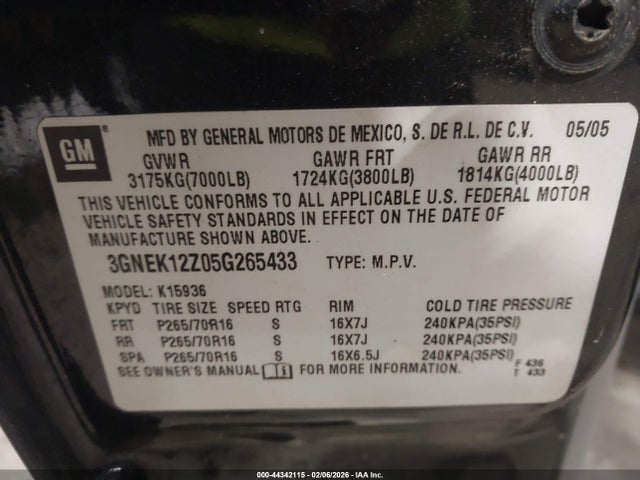 GM ® MFD BY GENERAL MOTORS DE MEXICO, S. DE R.L. DE C.V. 05/05
GVWR GAWR FRT GAWR RR
3175KG(7000LB) 1724KG(3800LB) 1814KG(4000LB)
THIS VEHICLE CONFORMS TO ALL APPLICABLE U.S. FEDERAL MOTOR
VEHICLE SAFETY STANDARDS IN EFFECT ON THE DATE OF
MANUFACTURE SHOWN ABOVE.
3GNEK12Z05G265433 TYPE: M.P.V.
MODEL: K15936
KPYD TIRE SIZE SPEED RTG RIM COLD TIRE PRESSURE
FRT P265/70R16 S 16X7J 240KPA(35PSI)
RR P265/70R16 S 16X7J 240KPA(35PSI)
SPA P265/70R16 S 16X6.5J 240KPA(35PSI)
SEE OWNER'S MANUAL FOR MORE INFORMATION.
F 436
T 433
000-44342115 - 02/06/2026 - IAA Inc.